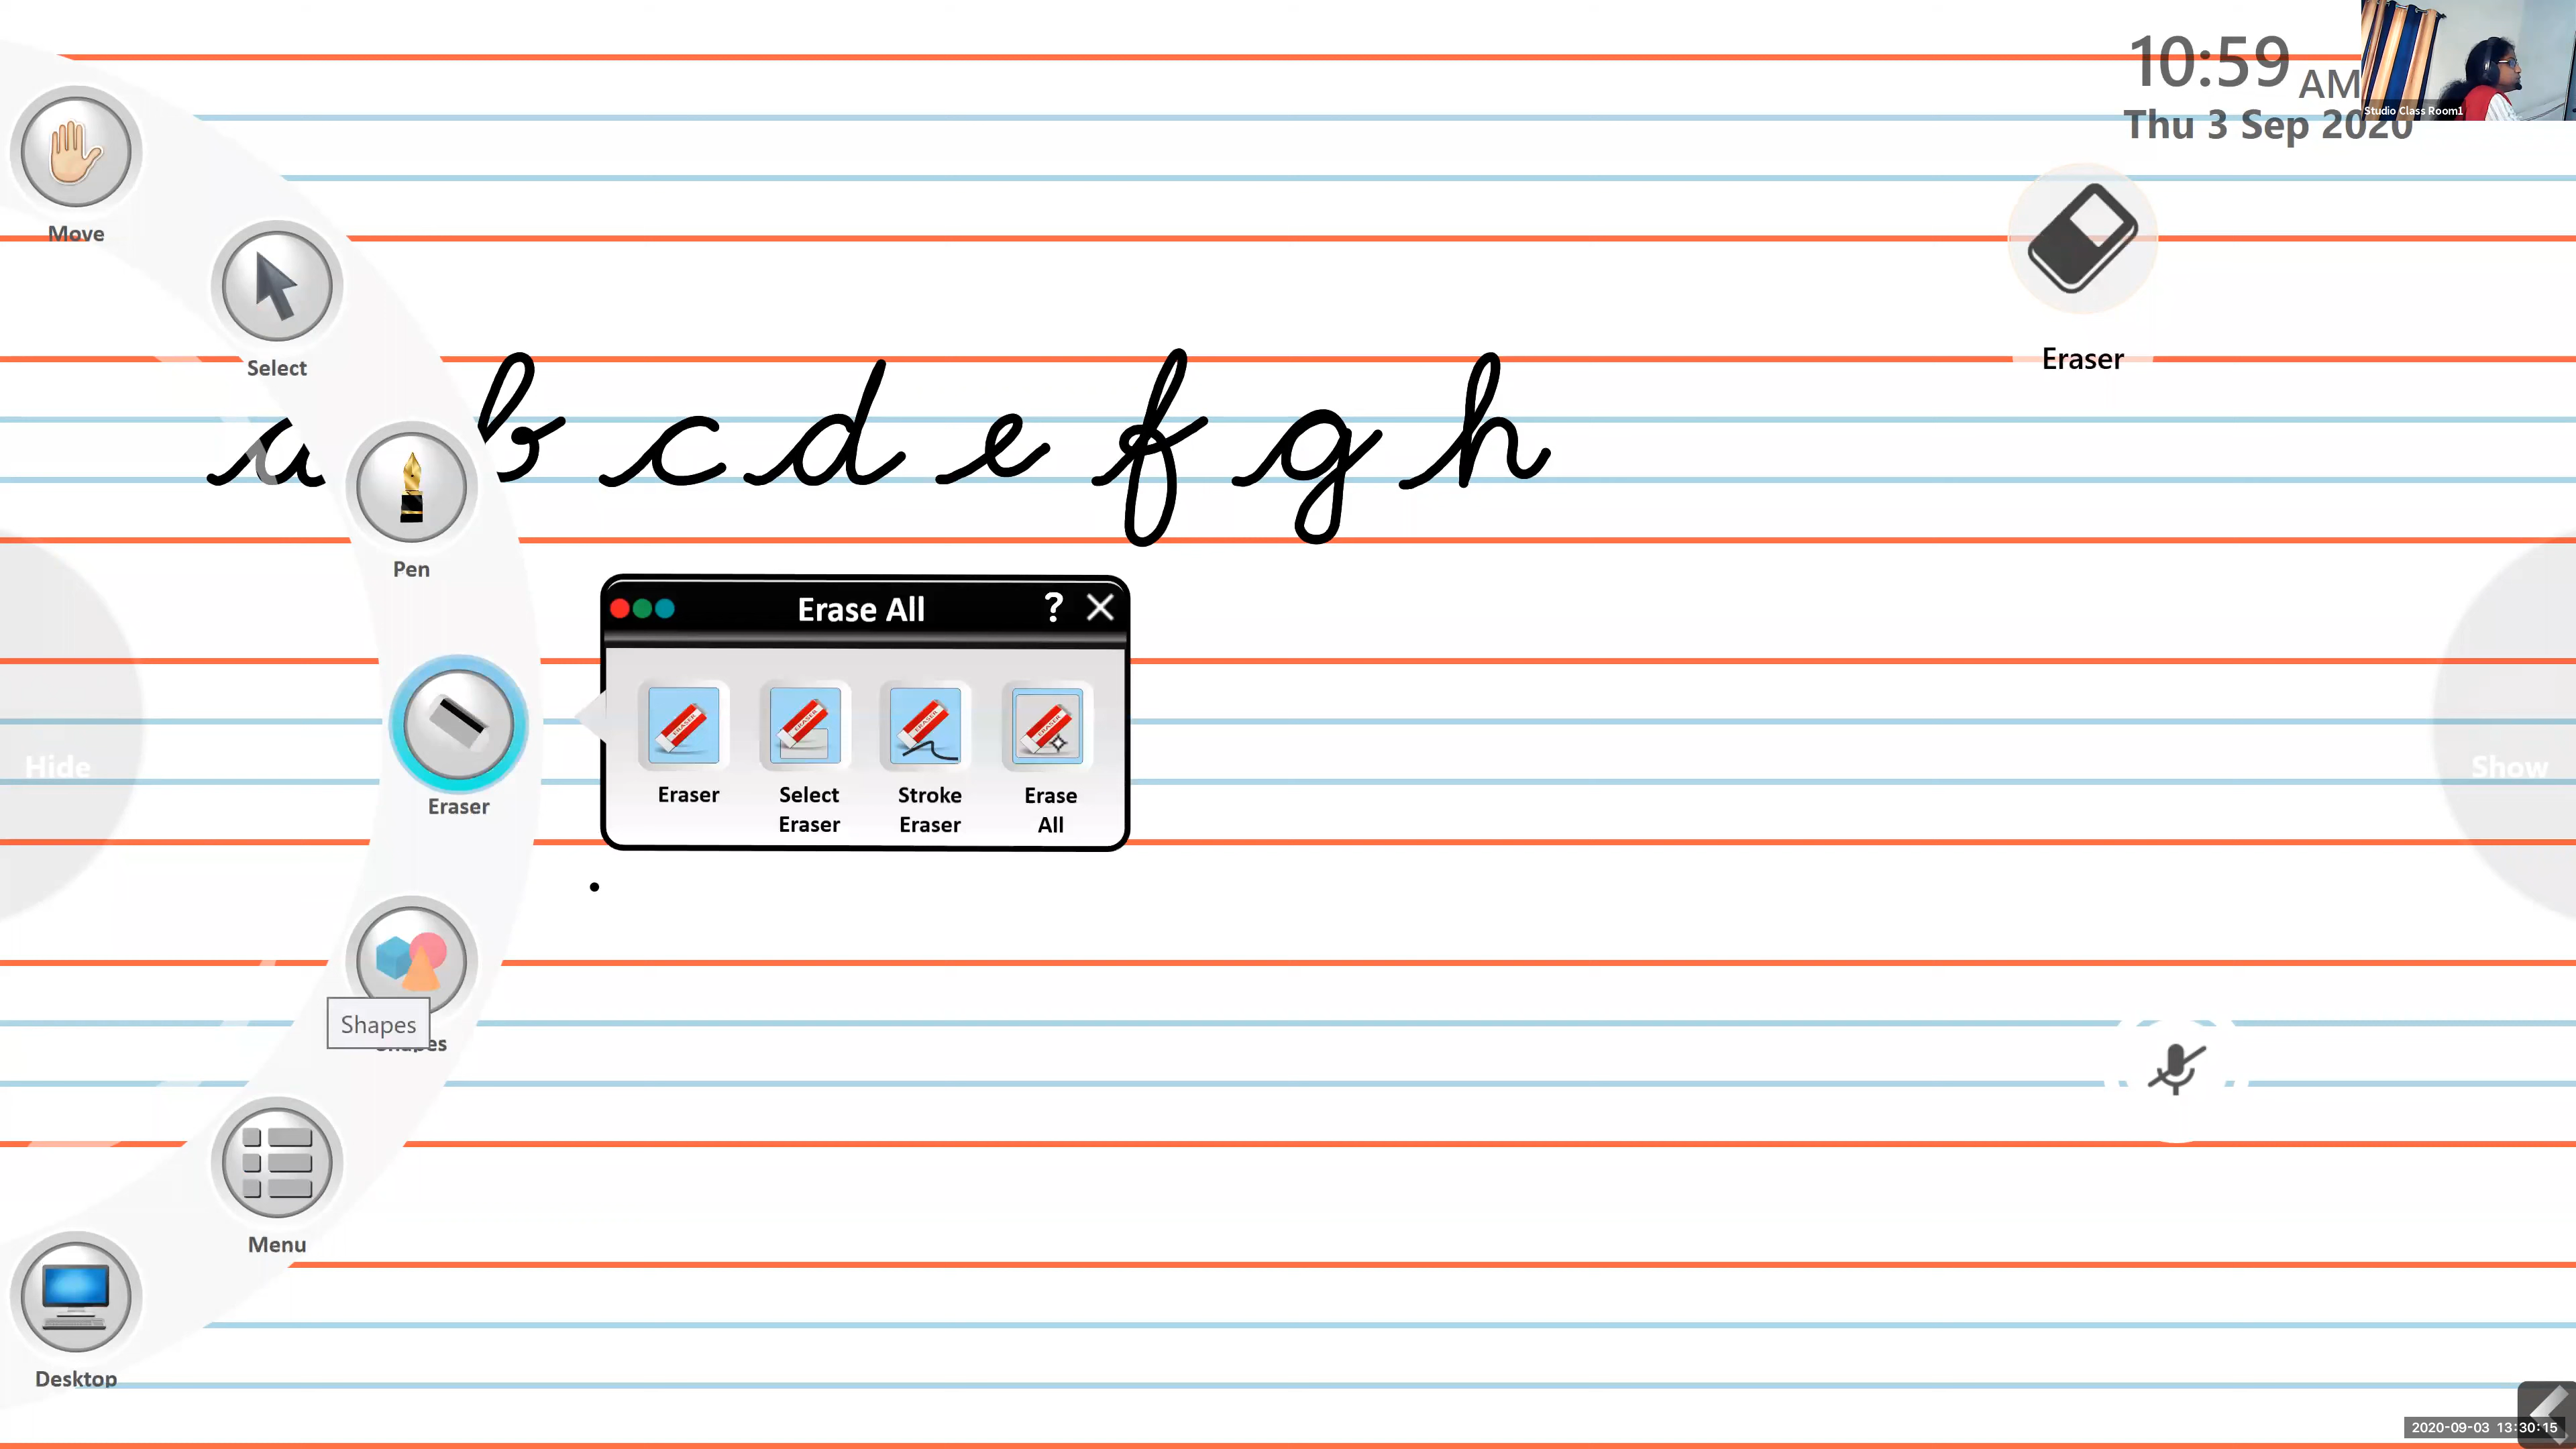 10:59 AM
Studio Class Room1
Thu 3 Sep 2020
Move
Select
Eraser
a b c d e f g h
Pen
Erase All ? X
Hide
Show
Eraser
Eraser
Select Eraser
Stroke Eraser
Erase All
Shapes
Menu
Desktop
2020-09-03 13:30:15